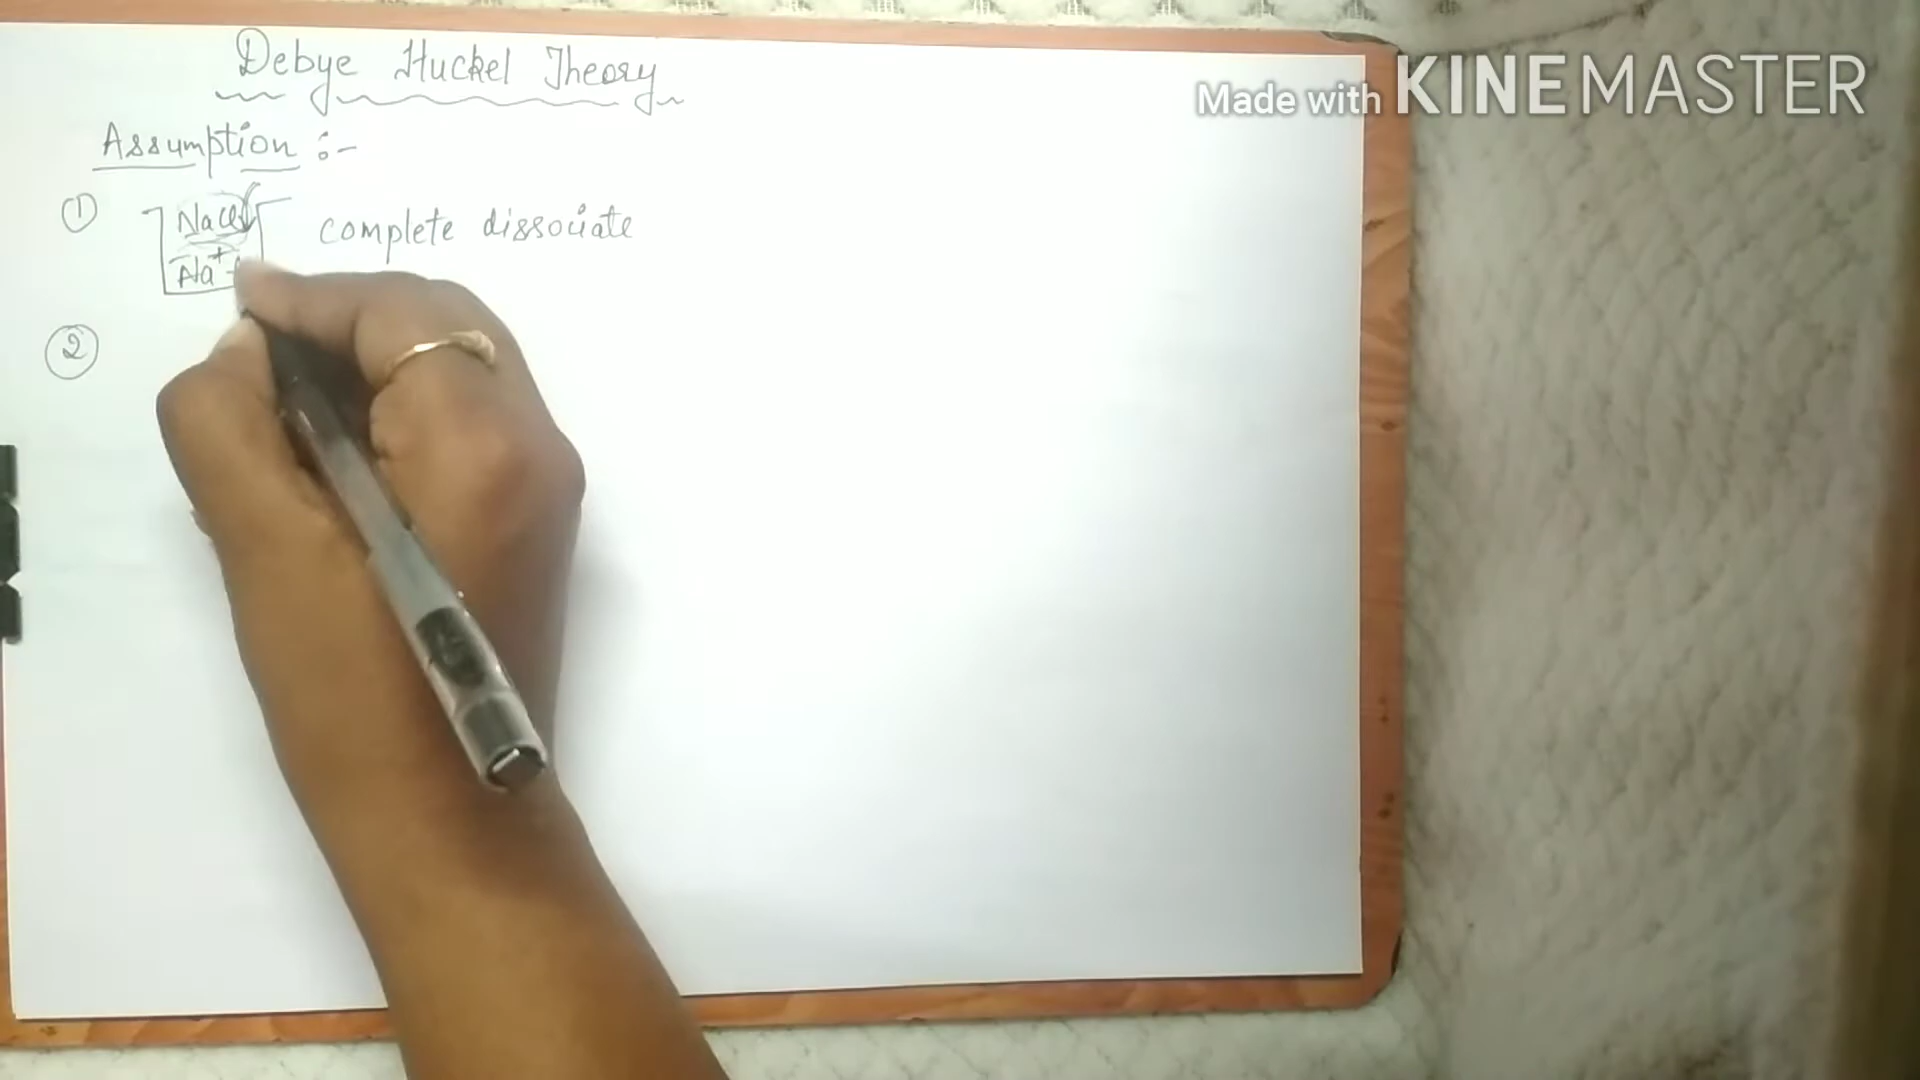 Debye Huckel Theory
Made with KINEMASTER
Assumption :-
① NaCl complete dissociate
Na+
②